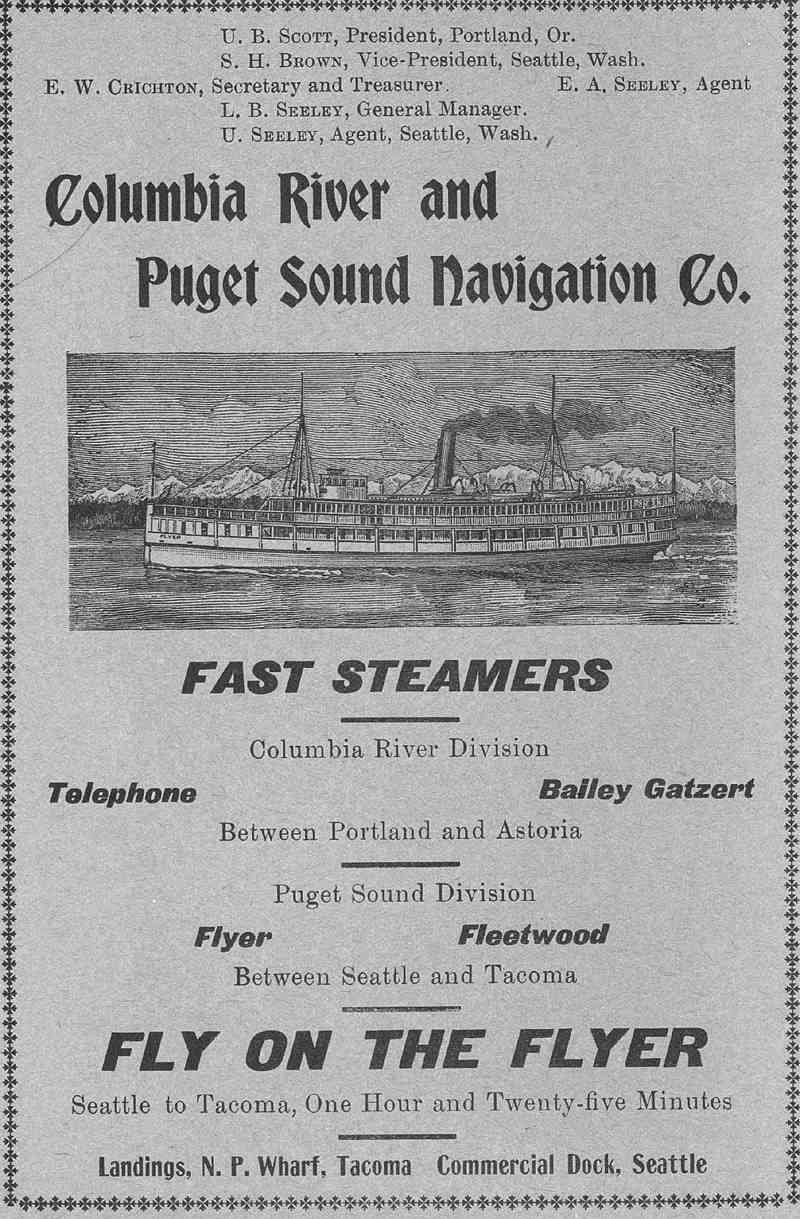 U. B. Scott, President, Portland, Or.
S. H. Brown, Vice-President, Seattle, Wash.
E. W. Crichton, Secretary and Treasurer. E. A. Seeley, Agent
L. B. Seeley, General Manager.
U. Seeley, Agent, Seattle, Wash.
Columbia River and
Puget Sound Navigation Co.
FLYER
FAST STEAMERS
Columbia River Division
Telephone Bailey Gatzert
Between Portland and Astoria
Puget Sound Division
Flyer Fleetwood
Between Seattle and Tacoma
FLY ON THE FLYER
Seattle to Tacoma, One Hour and Twenty-five Minutes
Landings, N. P. Wharf, Tacoma Commercial Dock, Seattle